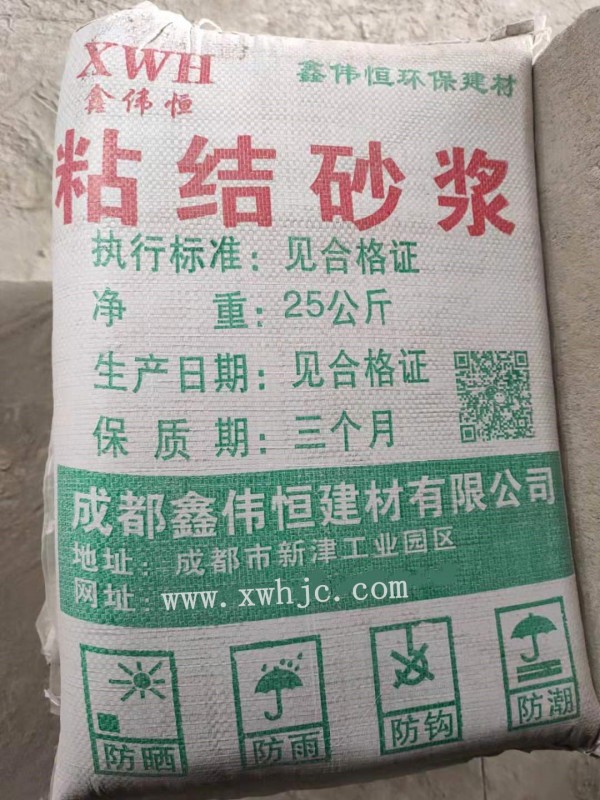 XWH
鑫伟恒
鑫伟恒环保建材
粘结砂浆
执行标准：见合格证
净 重：25公斤
生产日期：见合格证
保质期：三个月
成都鑫伟恒建材有限公司
地址：成都市新津工业园区
网址：www.xwhjc.com
防晒
防雨
防钩
防潮